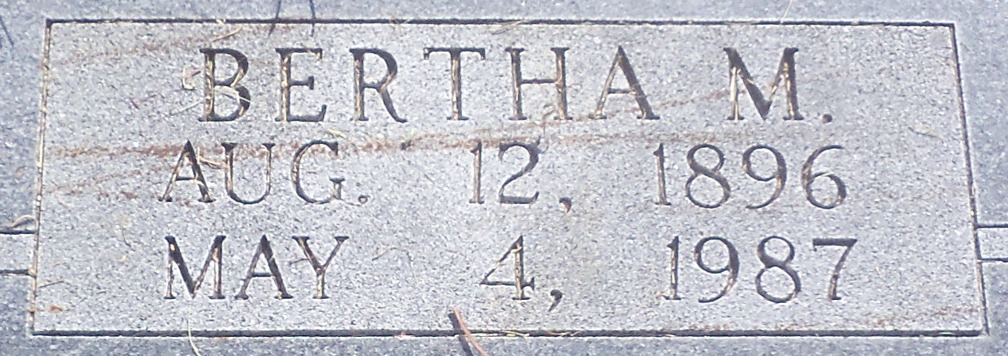 BERTHA M.
AUG. 12, 1896
MAY 4, 1987